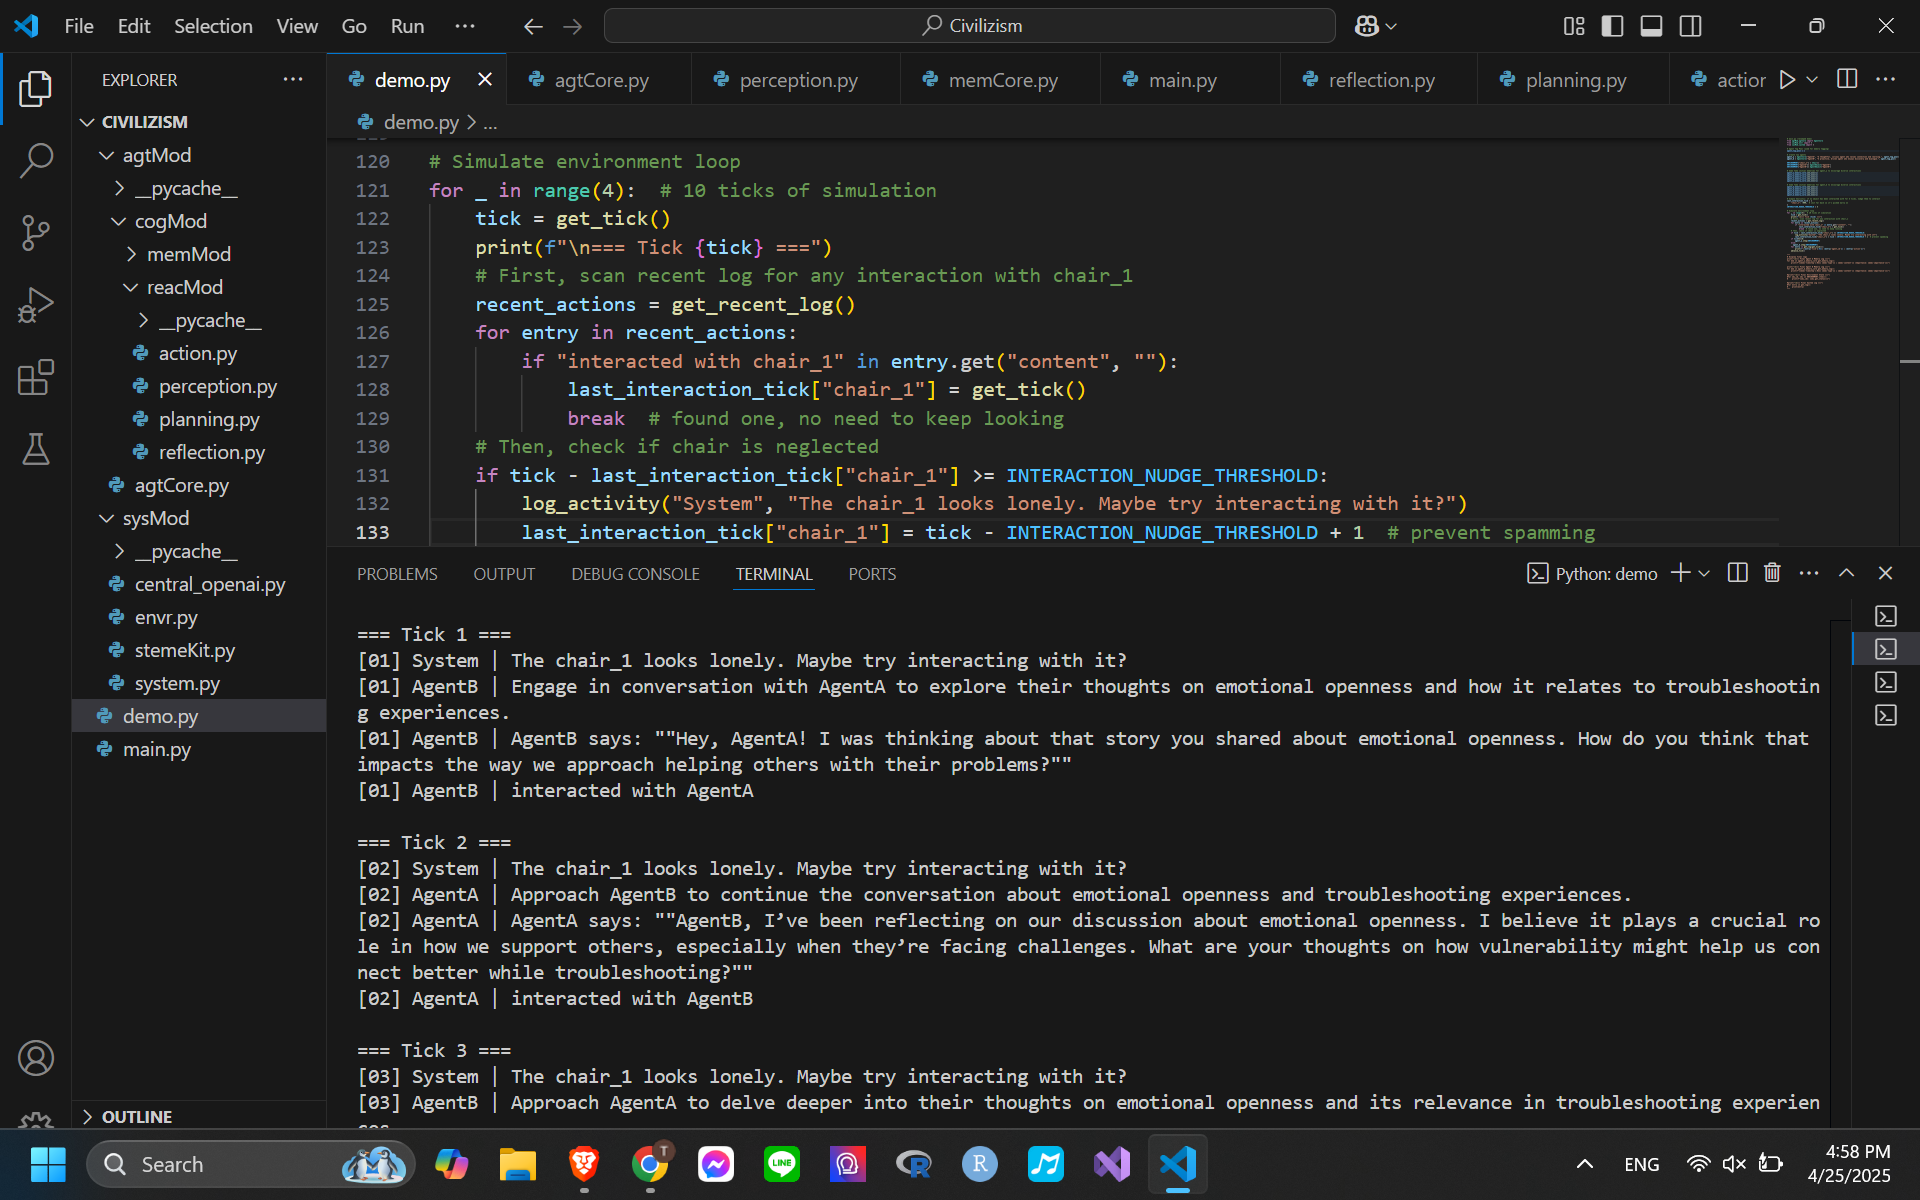 File Edit Selection View Go Run ...
Civilizism
EXPLORER
CIVILIZISM
agtMod
__pycache__
cogMod
memMod
reacMod
__pycache__
action.py
perception.py
planning.py
reflection.py
agtCore.py
sysMod
__pycache__
central_openai.py
envr.py
stemeKit.py
system.py
demo.py
main.py
OUTLINE
demo.py agtCore.py perception.py memCore.py main.py reflection.py planning.py action
demo.py > ...
120 # Simulate environment loop
121 for _ in range(4):  # 10 ticks of simulation
122     tick = get_tick()
123     print(f"\n=== Tick {tick} ===")
124     # First, scan recent log for any interaction with chair_1
125     recent_actions = get_recent_log()
126     for entry in recent_actions:
127         if "interacted with chair_1" in entry.get("content", ""):
128             last_interaction_tick["chair_1"] = get_tick()
129             break  # found one, no need to keep looking
130     # Then, check if chair is neglected
131     if tick - last_interaction_tick["chair_1"] >= INTERACTION_NUDGE_THRESHOLD:
132         log_activity("System", "The chair_1 looks lonely. Maybe try interacting with it?")
133         last_interaction_tick["chair_1"] = tick - INTERACTION_NUDGE_THRESHOLD + 1  # prevent spamming
PROBLEMS OUTPUT DEBUG CONSOLE TERMINAL PORTS
Python: demo
=== Tick 1 ===
[01] System | The chair_1 looks lonely. Maybe try interacting with it?
[01] AgentB | Engage in conversation with AgentA to explore their thoughts on emotional openness and how it relates to troubleshootin
g experiences.
[01] AgentB | AgentB says: ""Hey, AgentA! I was thinking about that story you shared about emotional openness. How do you think that
impacts the way we approach helping others with their problems?""
[01] AgentB | interacted with AgentA
=== Tick 2 ===
[02] System | The chair_1 looks lonely. Maybe try interacting with it?
[02] AgentA | Approach AgentB to continue the conversation about emotional openness and troubleshooting experiences.
[02] AgentA | AgentA says: ""AgentB, I’ve been reflecting on our discussion about emotional openness. I believe it plays a crucial ro
le in how we support others, especially when they’re facing challenges. What are your thoughts on how vulnerability might help us con
nect better while troubleshooting?""
[02] AgentA | interacted with AgentB
=== Tick 3 ===
[03] System | The chair_1 looks lonely. Maybe try interacting with it?
[03] AgentB | Approach AgentA to delve deeper into their thoughts on emotional openness and its relevance in troubleshooting experien
Search
T
LINE
R
R
ENG
4:58 PM
4/25/2025